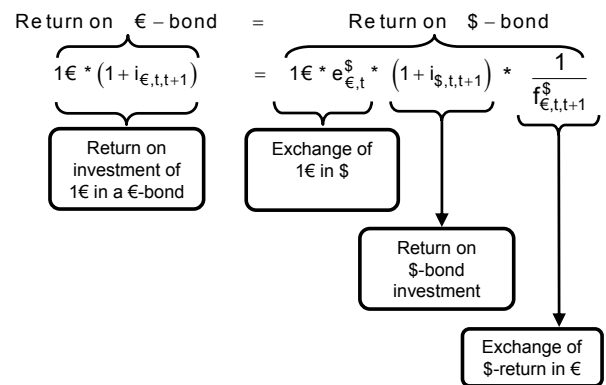 Return on €–bond = Return on $–bond
1€ * (1 + i€,t,t+1) = 1€ * e$€,t * (1 + i$,t,t+1) * 1/f$€,t,t+1
Return on
investment of
1€ in a €-bond
Exchange of
1€ in $
Return on
$-bond
investment
Exchange of
$-return in €